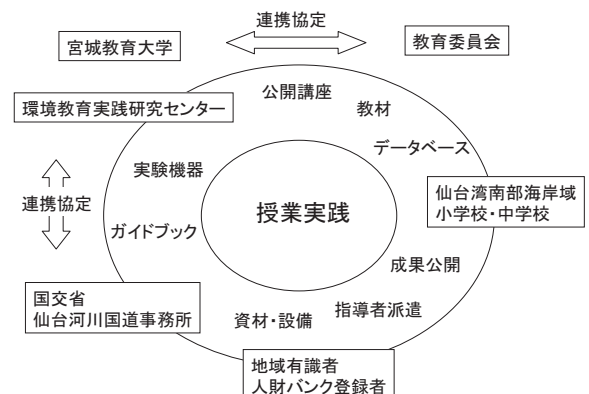 連携協定
宮城教育大学
教育委員会
公開講座
環境教育実践研究センター
教材
データベース
実験機器
仙台湾南部海岸域
小学校・中学校
連携協定
授業実践
ガイドブック
成果公開
国交省
仙台河川国道事務所
指導者派遣
資材・設備
地域有識者
人財バンク登録者